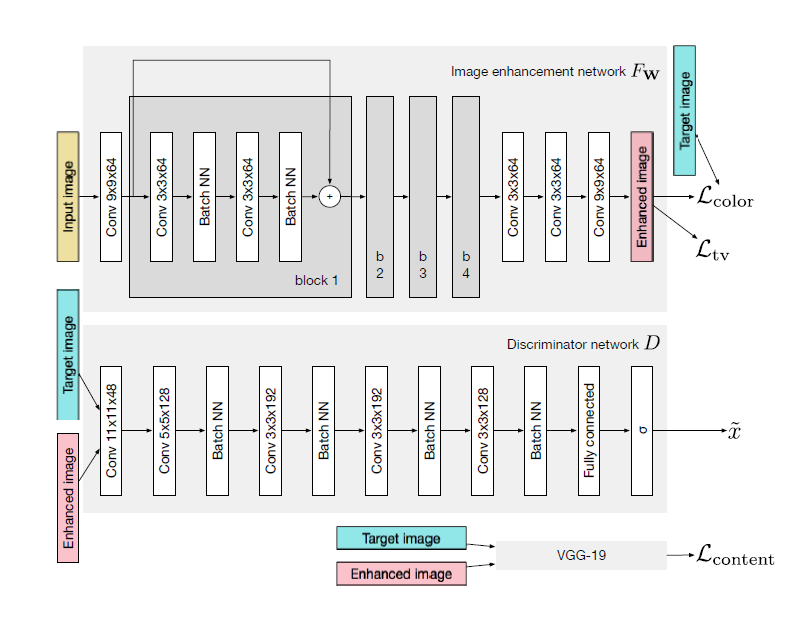 Image enhancement network F_W
Input image
Conv 9x9x64
Conv 3x3x64
Batch NN
Conv 3x3x64
Batch NN
+
block 1
b
2
b
3
b
4
Conv 3x3x64
Conv 3x3x64
Conv 9x9x64
Enhanced image
Target image
ℒcolor
ℒtv
Discriminator network D
Target image
Enhanced image
Conv 11x11x48
Conv 5x5x128
Batch NN
Conv 3x3x192
Batch NN
Conv 3x3x192
Batch NN
Conv 3x3x128
Batch NN
Fully connected
σ
x̃
Target image
Enhanced image
VGG-19
ℒcontent